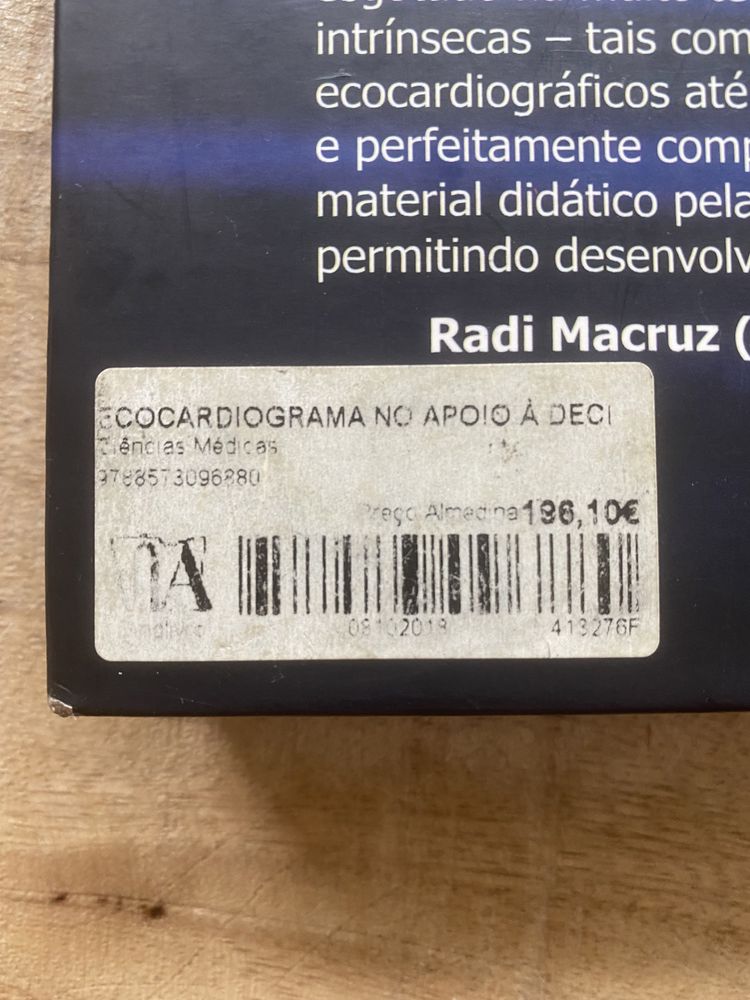 intrínsecas – tais com
ecocardiográficos até
e perfeitamente comp
material didático pela
permitindo desenvolv
Radi Macruz (
ECOCARDIOGRAMA NO APOIO À DECI
Ciências Médicas
9788573096880
Preço Almedina 196,10€
08102018
413276F